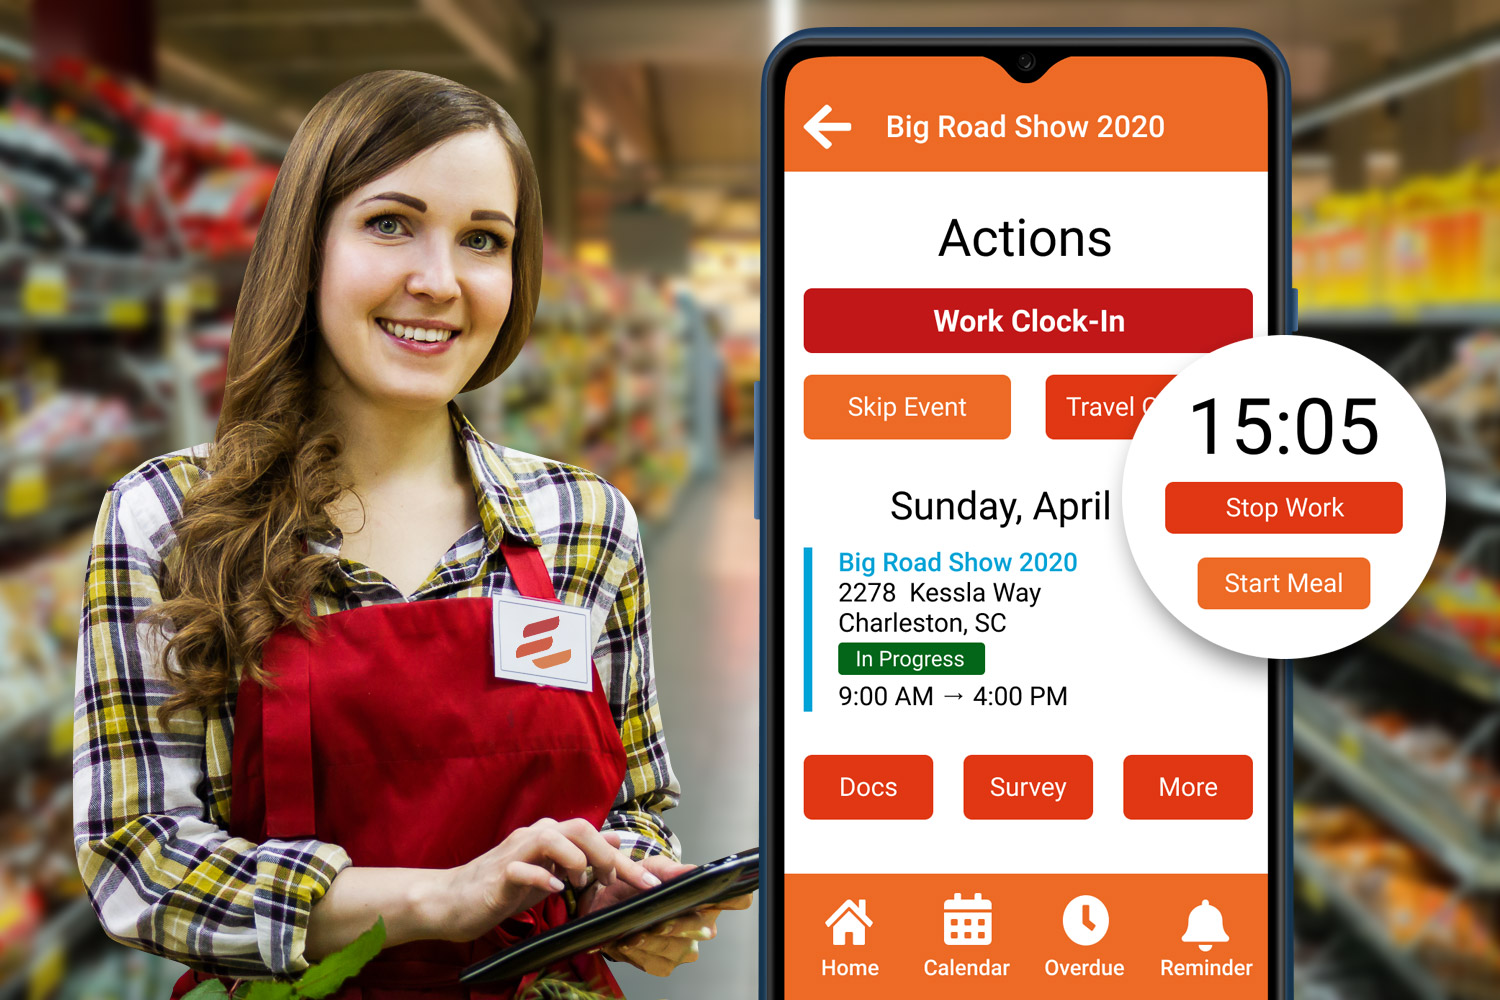 Big Road Show 2020
Actions
Work Clock-In
Skip Event
Travel
15:05
Stop Work
Start Meal
Sunday, April
Big Road Show 2020
2278 Kessla Way
Charleston, SC
In Progress
9:00 AM → 4:00 PM
Docs
Survey
More
Home
Calendar
Overdue
Reminder